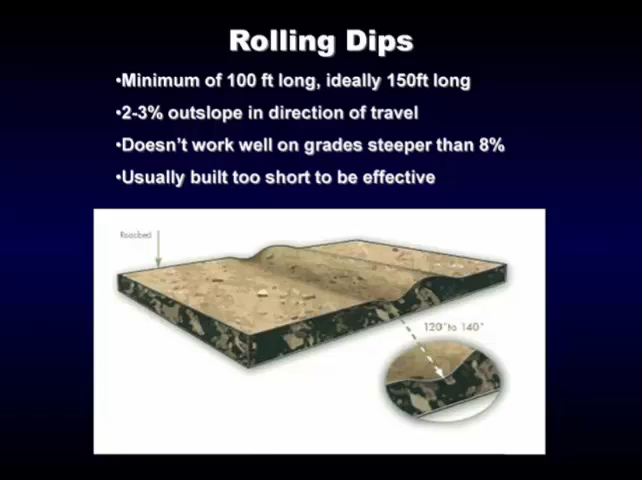 Rolling Dips
•Minimum of 100 ft long, ideally 150ft long
•2-3% outslope in direction of travel
•Doesn't work well on grades steeper than 8%
•Usually built too short to be effective
Roadbed
120° to 140°